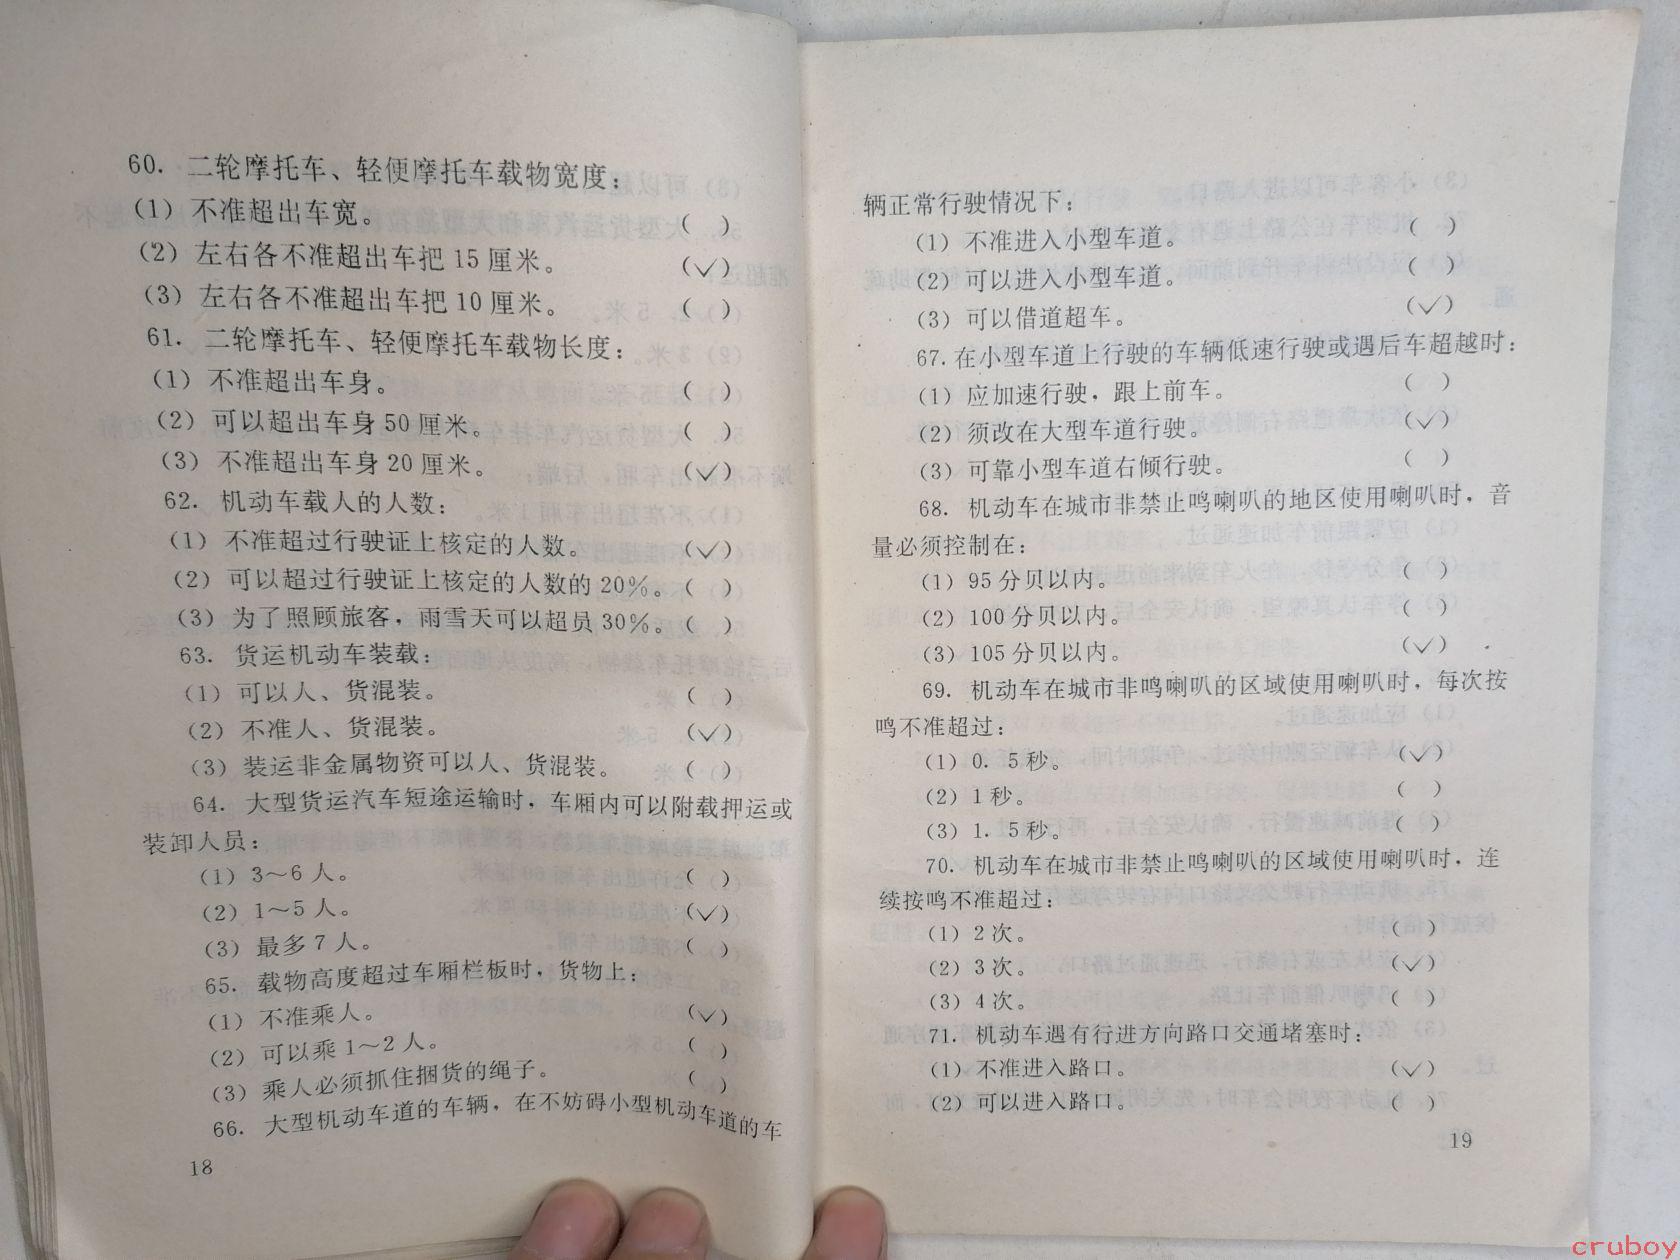 60. 二轮摩托车、轻便摩托车载物宽度:
(1) 不准超出车宽。 ( )
(2) 左右各不准超出车把 15 厘米。 (✓)
(3) 左右各不准超出车把 10 厘米。 ( )
61. 二轮摩托车、轻便摩托车载物长度:
(1) 不准超出车身。 ( )
(2) 可以超出车身 50 厘米。 ( )
(3) 不准超出车身 20 厘米。 (✓)
62. 机动车载人的人数:
(1) 不准超过行驶证上核定的人数。 (✓)
(2) 可以超过行驶证上核定的人数的 20%。 ( )
(3) 为了照顾旅客，雨雪天可以超员 30%。 ( )
63. 货运机动车装载:
(1) 可以人、货混装。 ( )
(2) 不准人、货混装。 (✓)
(3) 装运非金属物资可以人、货混装。 ( )
64. 大型货运汽车短途运输时，车厢内可以附载押运或
装卸人员:
(1) 3～6 人。 ( )
(2) 1～5 人。 (✓)
(3) 最多 7 人。 ( )
65. 载物高度超过车厢栏板时，货物上:
(1) 不准乘人。 (✓)
(2) 可以乘 1～2 人。 ( )
(3) 乘人必须抓住捆货的绳子。 ( )
66. 大型机动车道的车辆，在不妨碍小型机动车道的车
18
辆正常行驶情况下:
(1) 不准进入小型车道。 ( )
(2) 可以进入小型车道。 ( )
(3) 可以借道超车。 (✓)
67. 在小型车道上行驶的车辆低速行驶或遇后车超越时:
(1) 应加速行驶，跟上前车。 ( )
(2) 须改在大型车道行驶。 (✓)
(3) 可靠小型车道右倾行驶。 ( )
68. 机动车在城市非禁止鸣喇叭的地区使用喇叭时，音
量必须控制在:
(1) 95 分贝以内。 ( )
(2) 100 分贝以内。 ( )
(3) 105 分贝以内。 (✓)
69. 机动车在城市非鸣喇叭的区域使用喇叭时，每次按
鸣不准超过:
(1) 0. 5 秒。 (✓)
(2) 1 秒。 ( )
(3) 1. 5 秒。 ( )
70. 机动车在城市非禁止鸣喇叭的区域使用喇叭时，连
续按鸣不准超过:
(1) 2 次。 ( )
(2) 3 次。 (✓)
(3) 4 次。 ( )
71. 机动车遇有行进方向路口交通堵塞时:
(1) 不准进入路口。 (✓)
(2) 可以进入路口。 ( )
19
cruboy